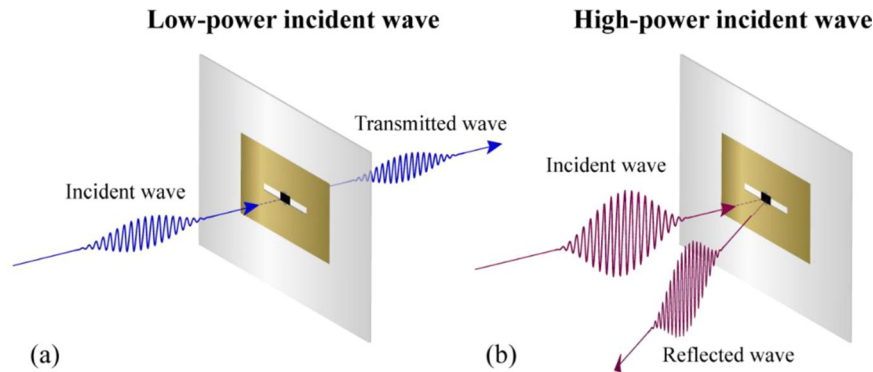 Low-power incident wave
High-power incident wave
Transmitted wave
Incident wave
Incident wave
(a)
(b)
Reflected wave